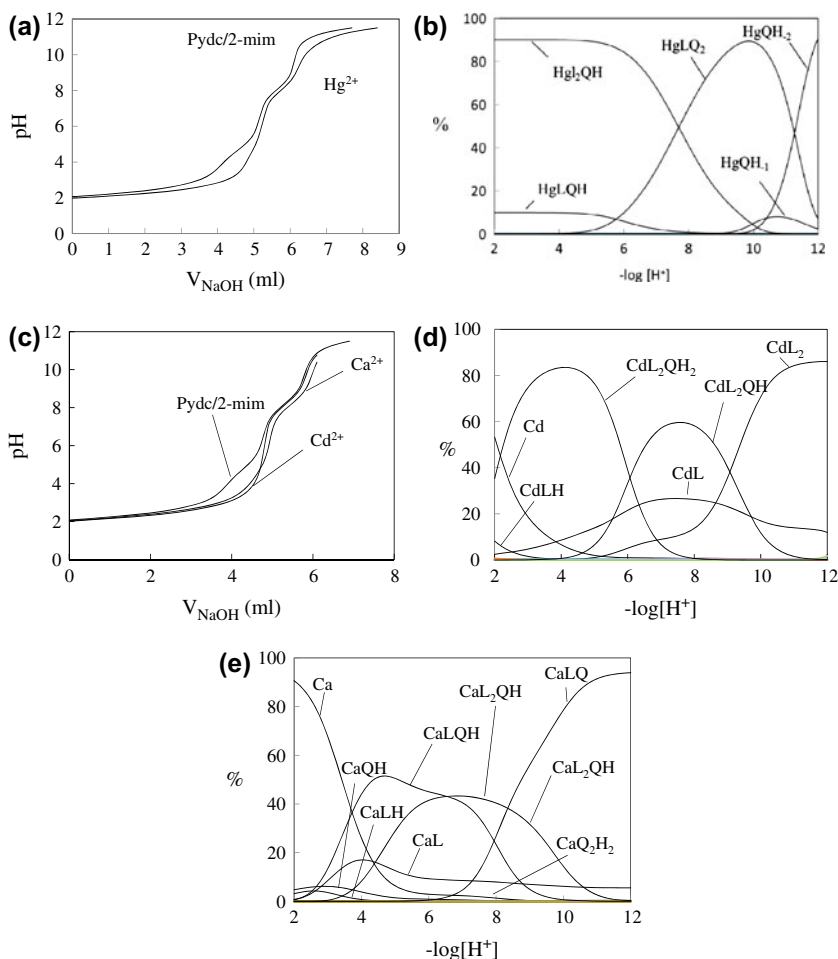 (a)
12
10
8
6
4
2
0
pH
Pydc/2-mim
Hg²⁺
0 1 2 3 4 5 6 7 8 9
V_NaOH (ml)
(b)
100
80
60
40
20
0
%
Hgl₂QH
HgLQH
HgLQ₂
HgQH₋₂
HgQH₋₁
2 4 6 8 10 12
-log [H⁺)
(c)
12
10
8
6
4
2
0
pH
Pydc/2-mim
Ca²⁺
Cd²⁺
0 2 4 6 8
V_NaOH (ml)
(d)
100
80
60
40
20
0
%
Cd
CdLH
CdL₂QH₂
CdL₂QH
CdL
CdL₂
2 4 6 8 10 12
-log[H⁺]
(e)
100
80
60
40
20
0
%
Ca
CaQH
CaLH
CaL
CaLQH
CaL₂QH
CaLQ
CaL₂QH
CaQ₂H₂
2 4 6 8 10 12
-log[H⁺]